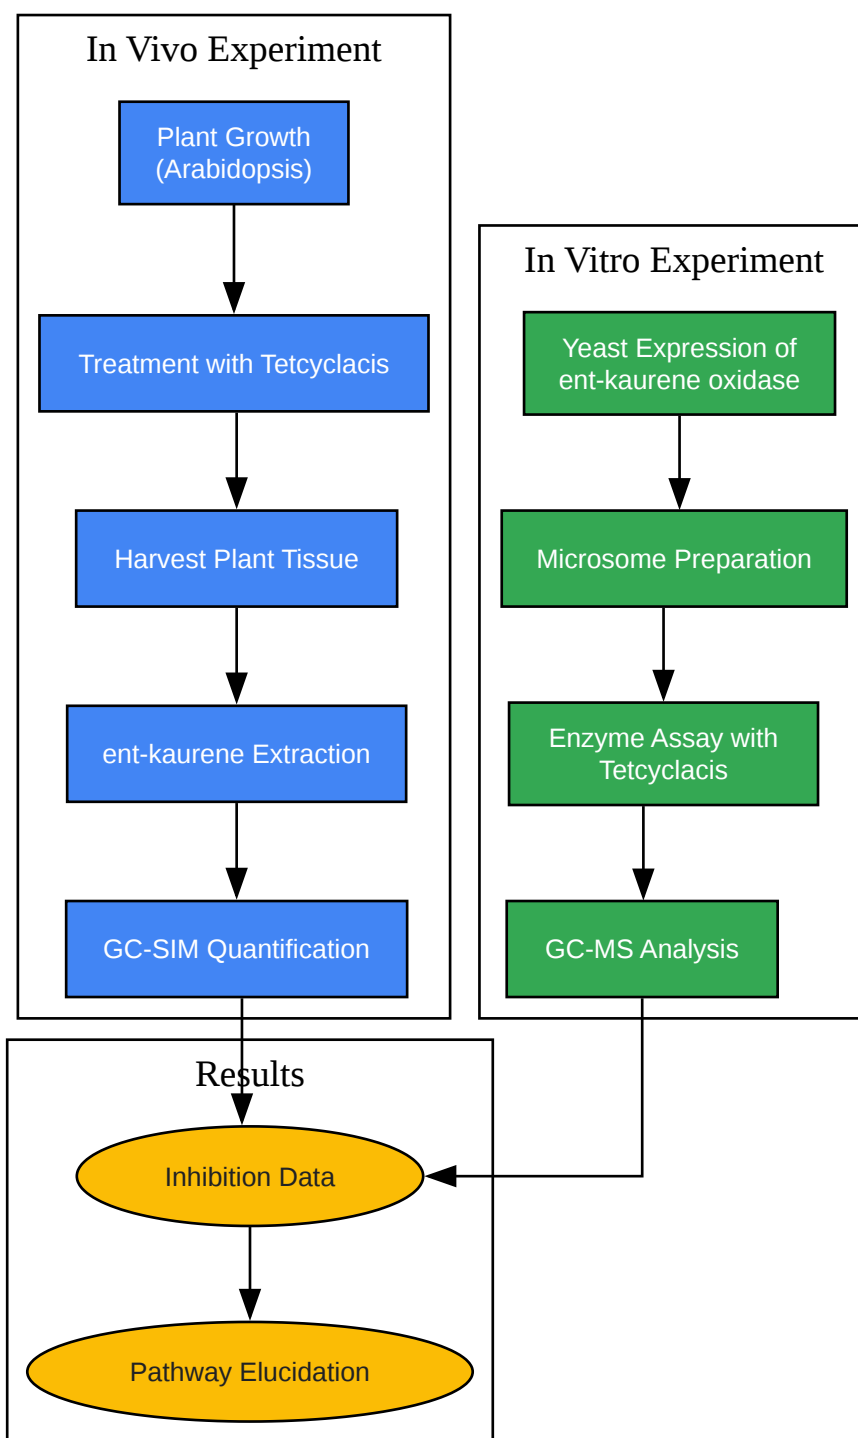 In Vivo Experiment
Plant Growth
(Arabidopsis)
Treatment with Tetcyclacis
Harvest Plant Tissue
ent-kaurene Extraction
GC-SIM Quantification
In Vitro Experiment
Yeast Expression of
ent-kaurene oxidase
Microsome Preparation
Enzyme Assay with
Tetcyclacis
GC-MS Analysis
Results
Inhibition Data
Pathway Elucidation